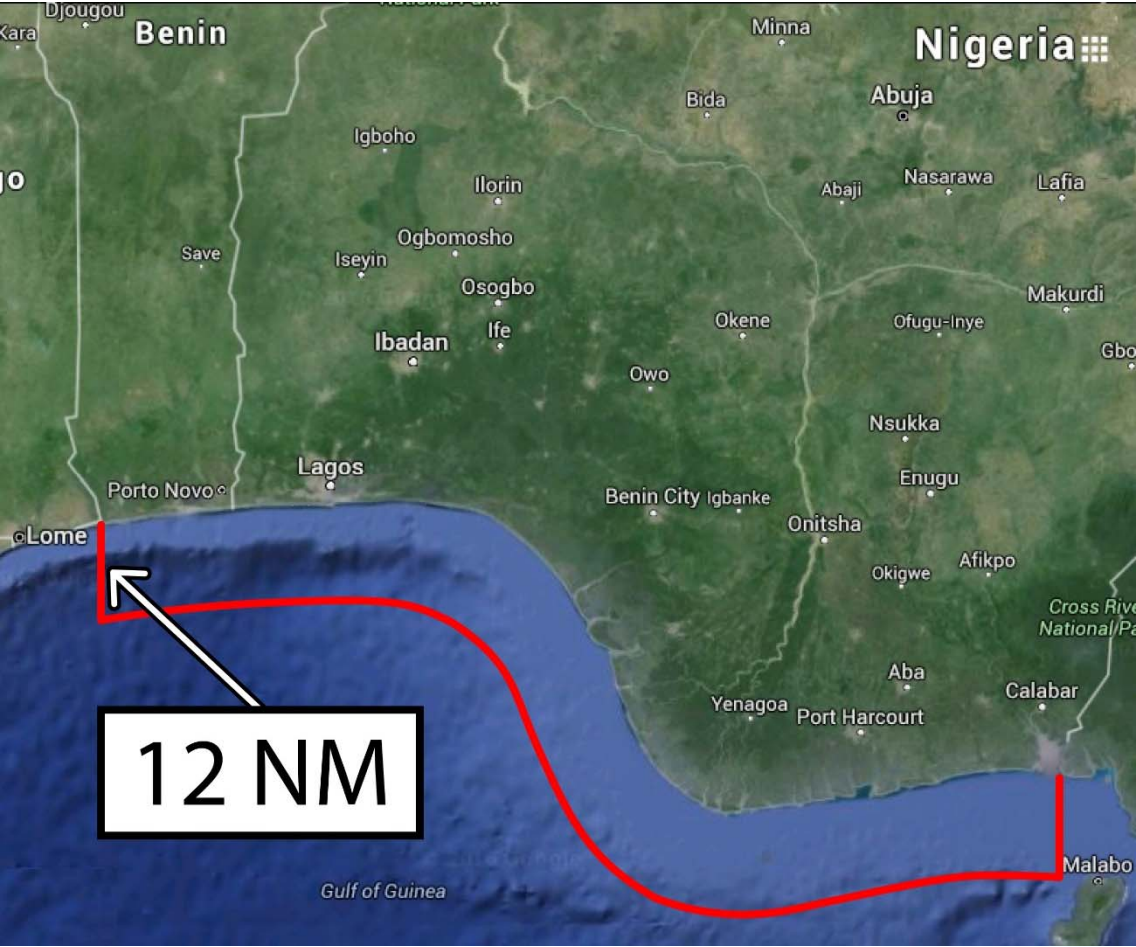 Djougou
Kara
Benin
Minna
Nigeria
Bida
Abuja
Igboho
Ilorin
Abaji
Nasarawa
Lafia
Save
Ogbomosho
Iseyin
Osogbo
Makurdi
Ibadan
Ife
Okene
Ofugu-Inye
Gbo
Owo
Nsukka
Lagos
Enugu
Porto Novo
Benin City
Igbanke
Onitsha
Lome
Okigwe
Afikpo
Cross Rive
National Pa
Aba
Calabar
Yenagoa
Port Harcourt
12 NM
Malabo
Gulf of Guinea